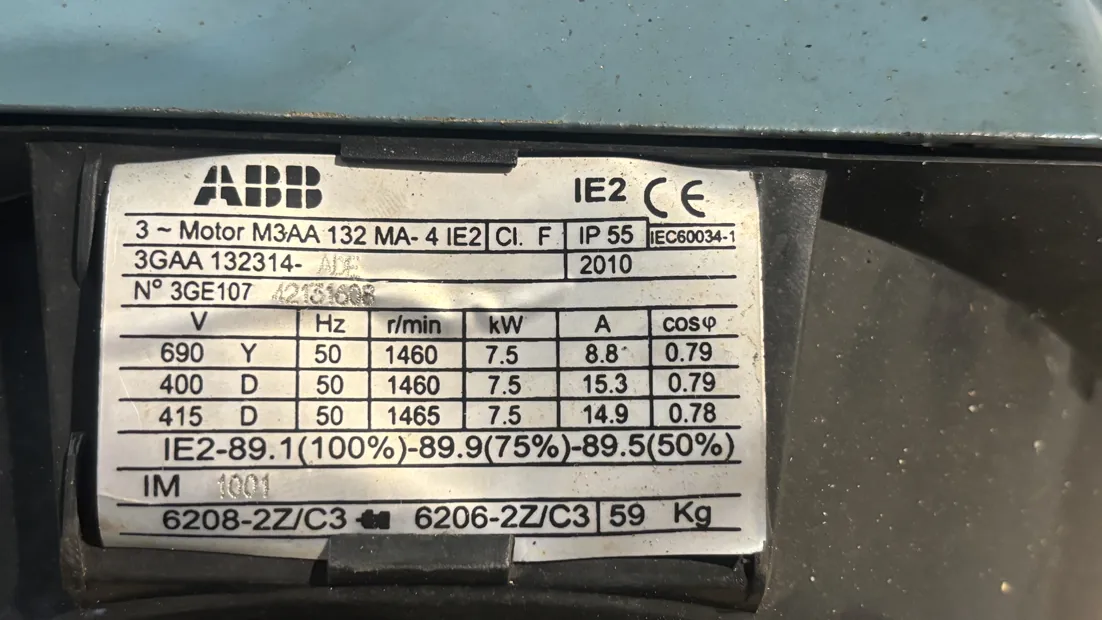 ABB IE2 CE
3 ~ Motor M3AA 132 MA- 4 IE2 Cl. F IP 55 IEC60034-1
3GAA 132314- 2010
N° 3GE107
V Hz r/min kW A cosφ
690 Y 50 1460 7.5 8.8 0.79
400 D 50 1460 7.5 15.3 0.79
415 D 50 1465 7.5 14.9 0.78
IE2-89.1(100%)-89.9(75%)-89.5(50%)
IM 1001
6208-2Z/C3 6206-2Z/C3 59 Kg